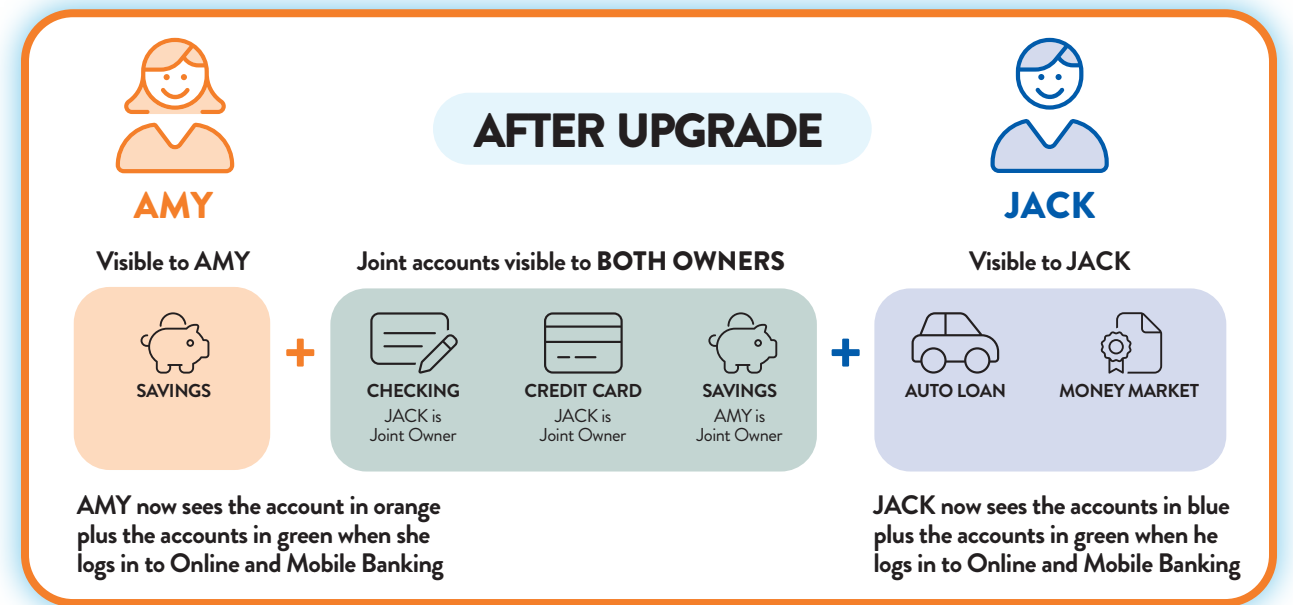 AFTER UPGRADE
AMY
JACK
Visible to AMY
Joint accounts visible to BOTH OWNERS
Visible to JACK
SAVINGS
CHECKING
JACK is
Joint Owner
CREDIT CARD
JACK is
Joint Owner
SAVINGS
AMY is
Joint Owner
AUTO LOAN
MONEY MARKET
AMY now sees the account in orange
plus the accounts in green when she
logs in to Online and Mobile Banking
JACK now sees the accounts in blue
plus the accounts in green when he
logs in to Online and Mobile Banking